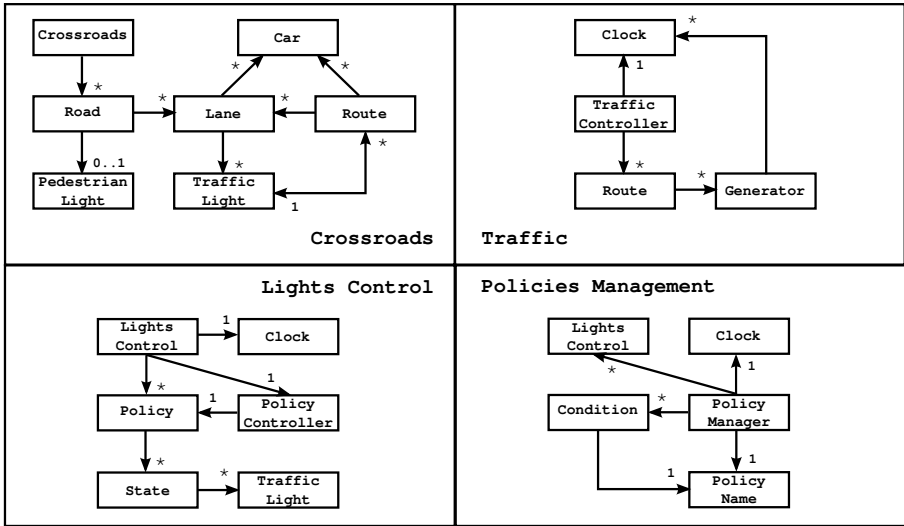 Crossroads
Car
*
*
*
Road
*
Lane
*
Route
*
0..1
*
Pedestrian
Light
Traffic
Light
1
Crossroads
Clock
*
1
Traffic
Controller
*
*
Route
Generator
Traffic
Lights Control
Lights
Control
1
Clock
*
1
Policy
1
Policy
Controller
*
State
*
Traffic
Light
Policies Management
Lights
Control
Clock
*
1
Condition
*
Policy
Manager
1
1
Policy
Name